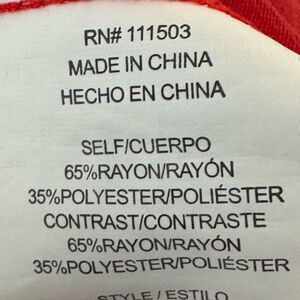 RN# 111503
MADE IN CHINA
HECHO EN CHINA
SELF/CUERPO
65%RAYON/RAYÓN
35%POLYESTER/POLIÉSTER
CONTRAST/CONTRASTE
65%RAYON/RAYÓN
35%POLYESTER/POLIÉSTER
STYLE / ESTILO